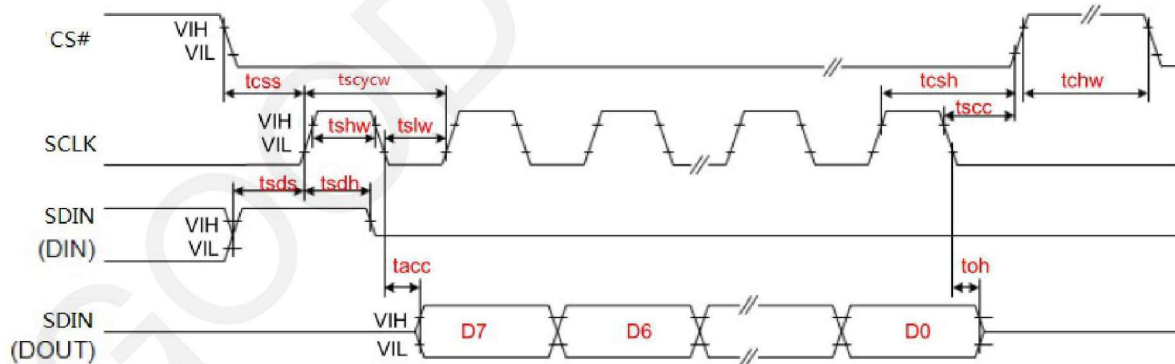 CS#
VIH
VIL
tcss
tscycw
tcsh
tchw
tscc
SCLK
VIH
VIL
tshw
tslw
tsds
tsdh
SDIN
(DIN)
VIH
VIL
tacc
toh
SDIN
(DOUT)
VIH
VIL
D7
D6
D0
GOOD